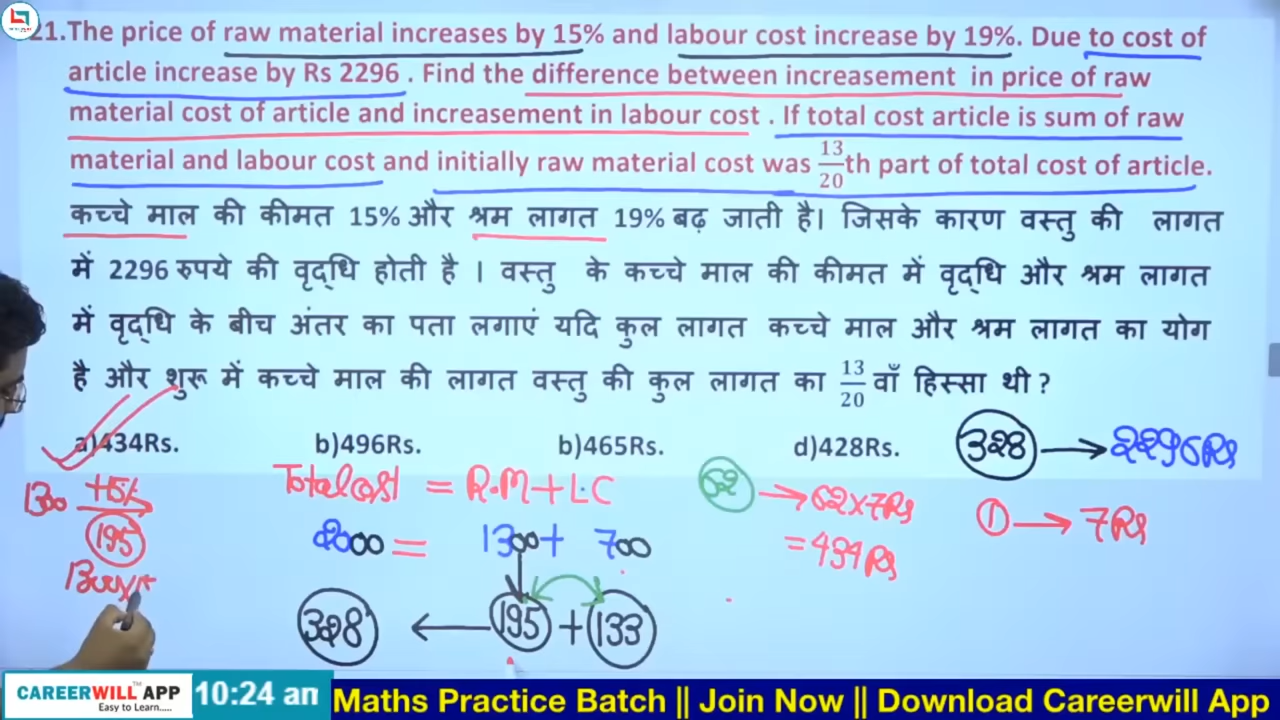 21.The price of raw material increases by 15% and labour cost increase by 19%. Due to cost of
article increase by Rs 2296 . Find the difference between increasement in price of raw
material cost of article and increasement in labour cost . If total cost article is sum of raw
material and labour cost and initially raw material cost was 13/20 th part of total cost of article.
कच्चे माल की कीमत 15% और श्रम लागत 19% बढ़ जाती है। जिसके कारण वस्तु की लागत
में 2296 रुपये की वृद्धि होती है । वस्तु के कच्चे माल की कीमत में वृद्धि और श्रम लागत
में वृद्धि के बीच अंतर का पता लगाएं यदि कुल लागत कच्चे माल और श्रम लागत का योग
है और शुरू में कच्चे माल की लागत वस्तु की कुल लागत का 13/20 वाँ हिस्सा थी ?
a)434Rs. b)496Rs. b)465Rs. d)428Rs.
328 → 2296Rs
1300
195
Total cost = R.M + L.C
62 → 62×7Rs
1 → 7Rs
2000 = 1300 + 700
= 434Rs
328 ← 195 + 133
CAREERWILL APP
Easy to Learn.....
10:24 an
Maths Practice Batch || Join Now || Download Careerwill App